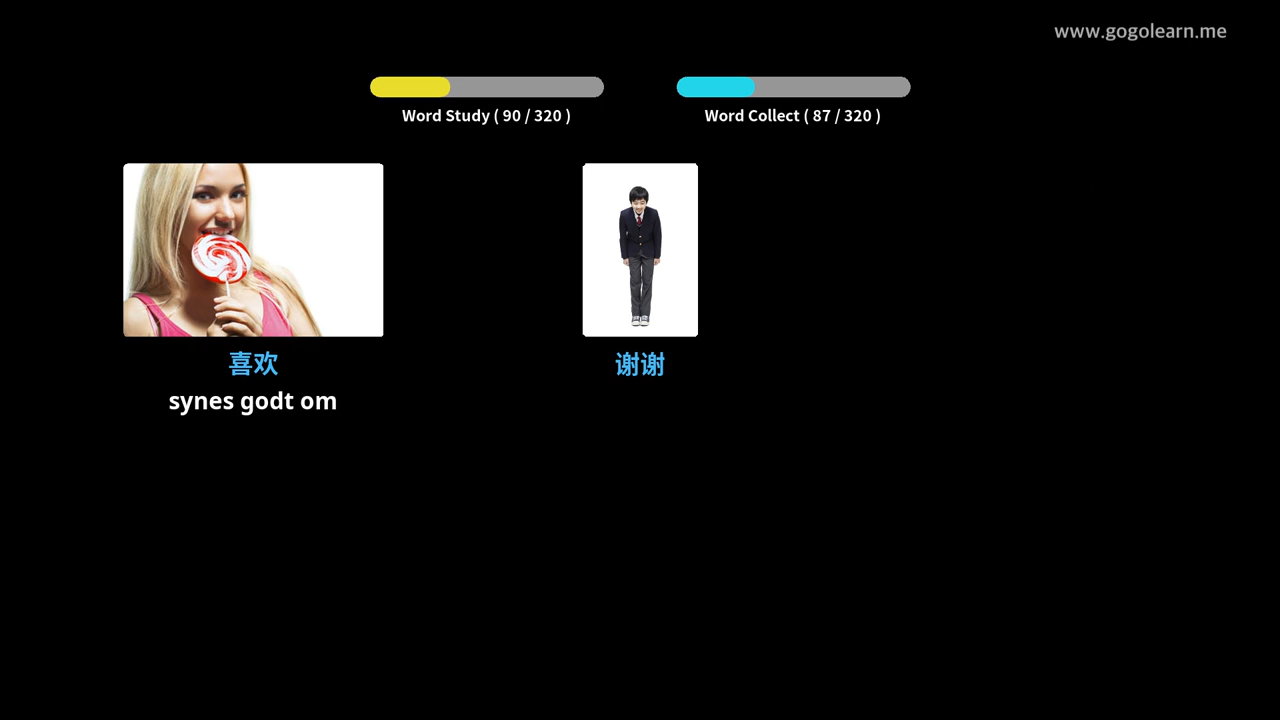 www.gogolearn.me
Word Study ( 90 / 320 )
Word Collect ( 87 / 320 )
喜欢
谢谢
synes godt om